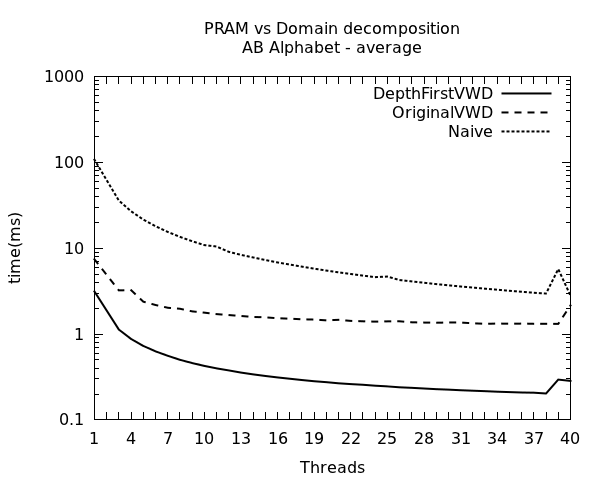 PRAM vs Domain decomposition
AB Alphabet - average
1000
100
10
1
0.1
time(ms)
DepthFirstVWD
OriginalVWD
Naive
1 4 7 10 13 16 19 22 25 28 31 34 37 40
Threads